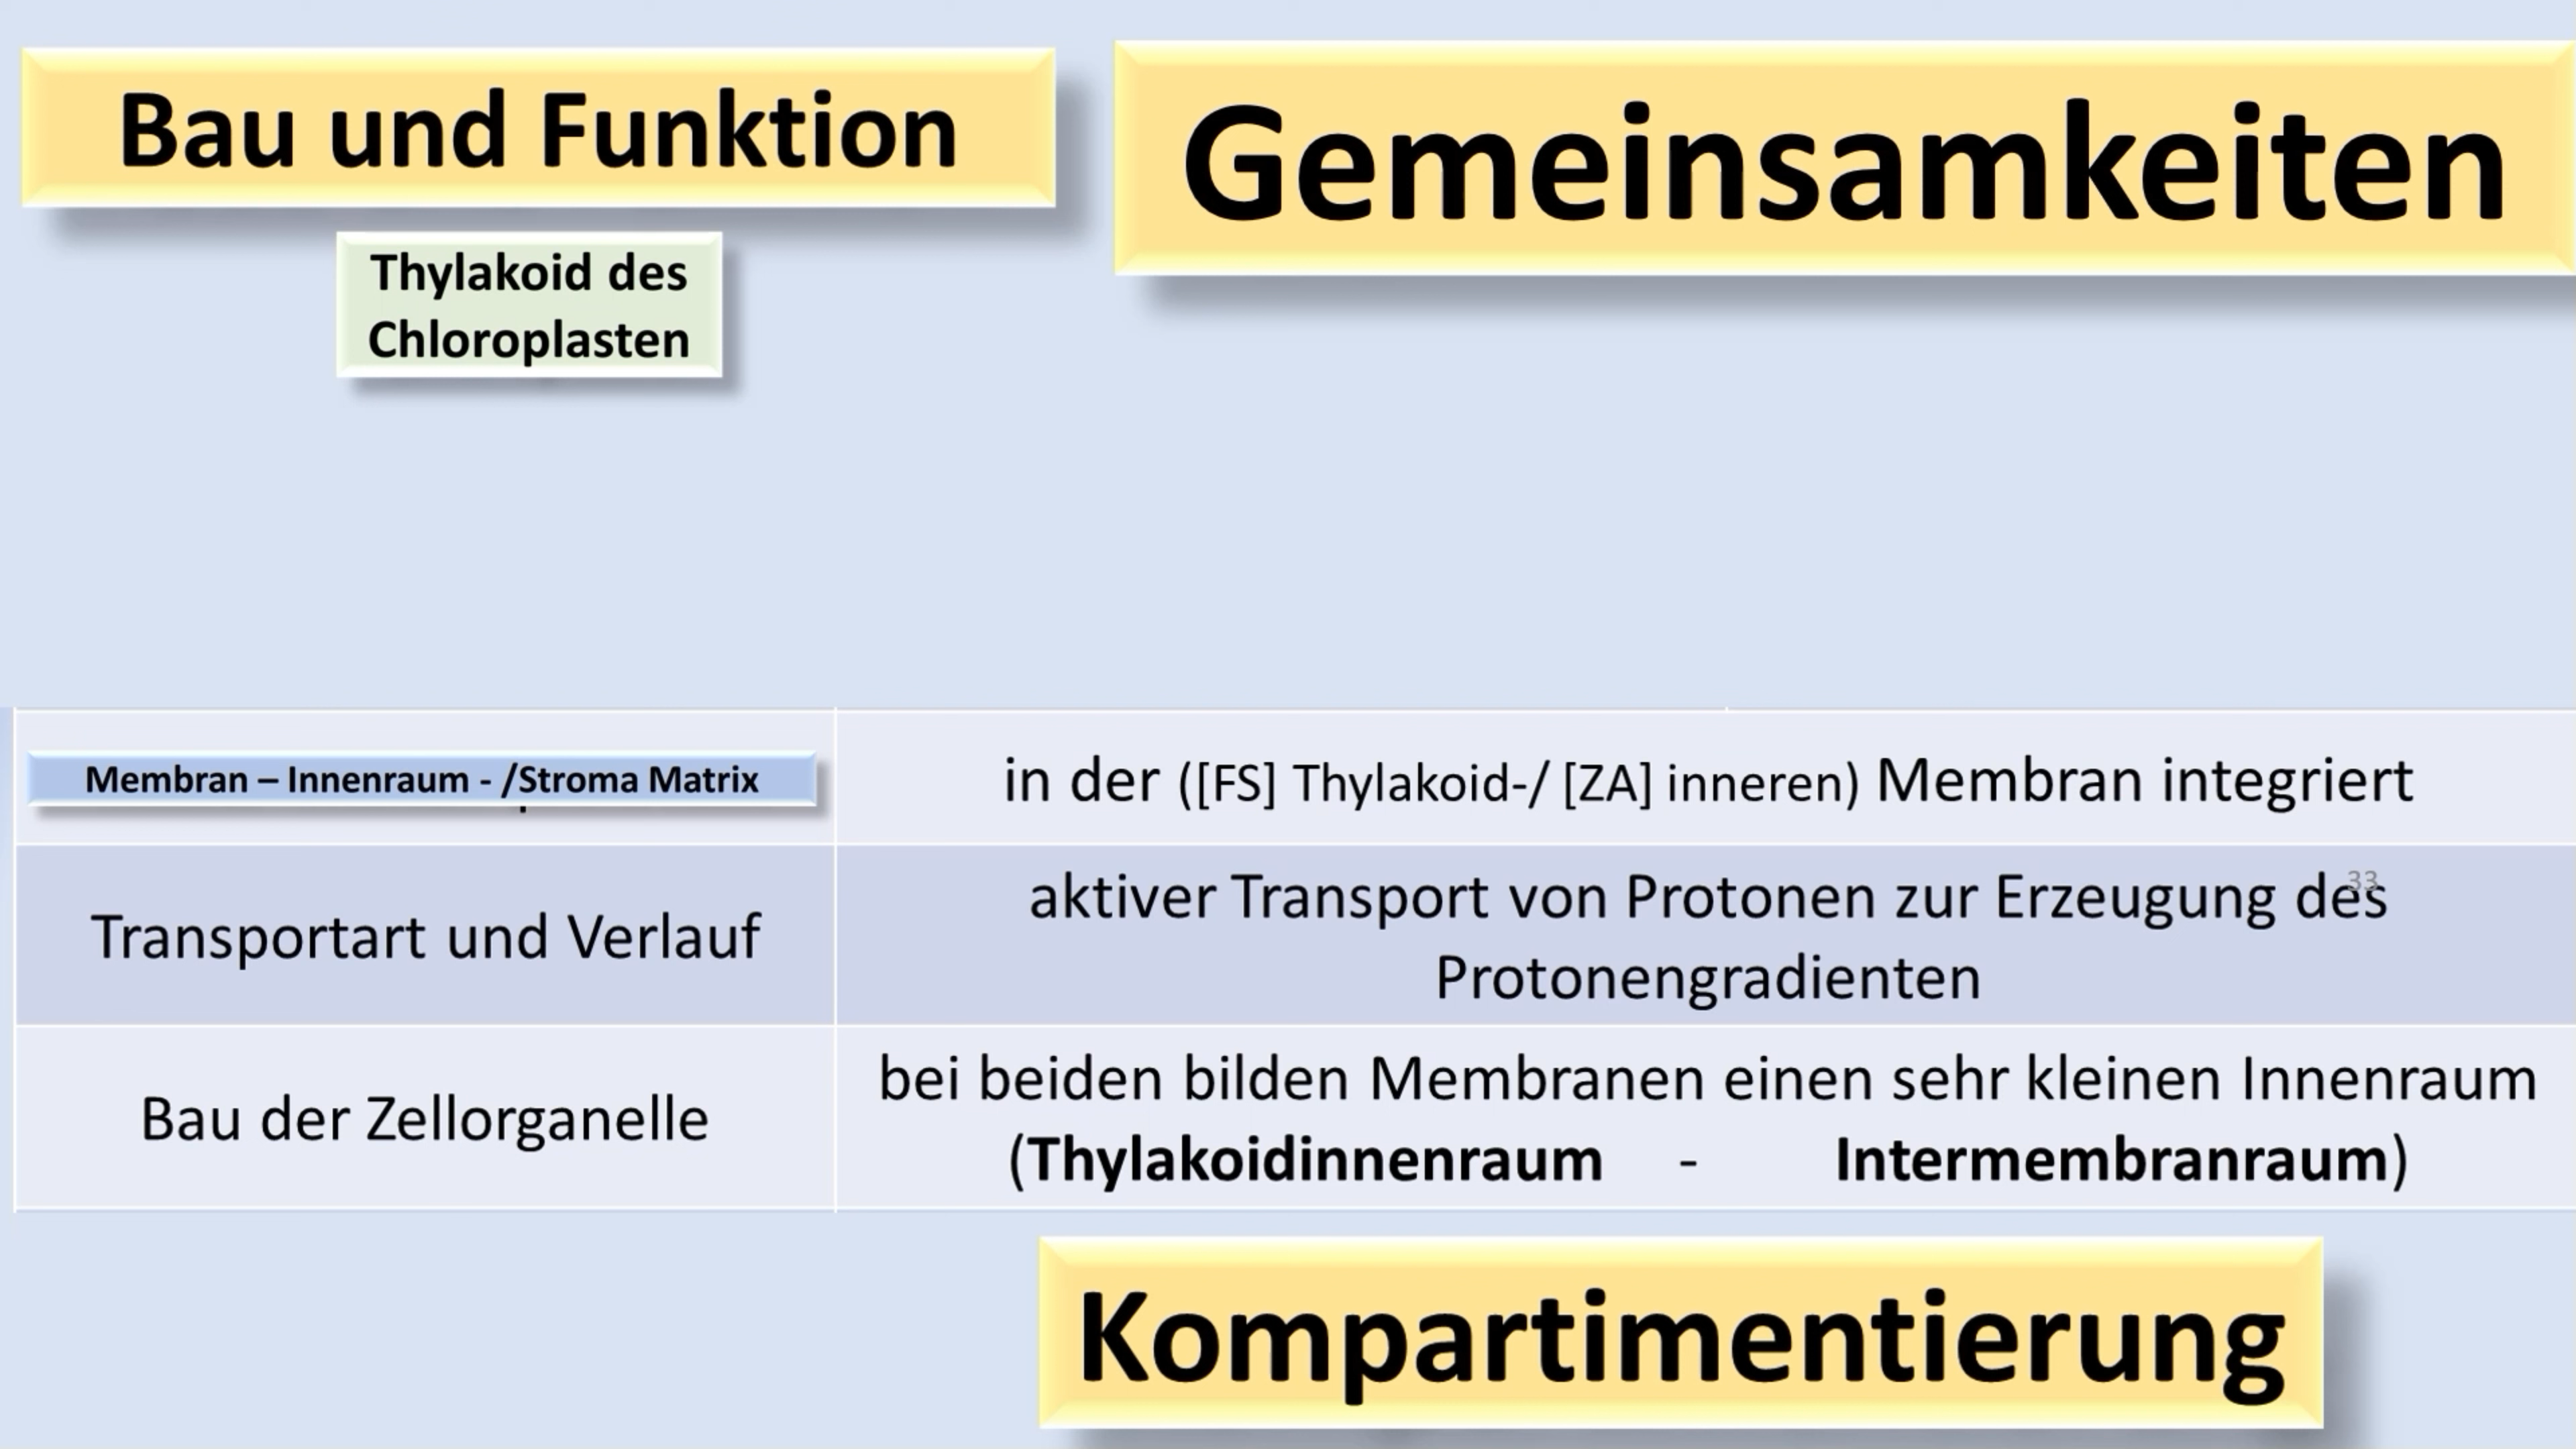 Bau und Funktion
Gemeinsamkeiten
Thylakoid des
Chloroplasten
Membran – Innenraum - /Stroma Matrix
in der ([FS] Thylakoid-/ [ZA] inneren) Membran integriert
Transportart und Verlauf
aktiver Transport von Protonen zur Erzeugung des
Protonengradienten
33
Bau der Zellorganelle
bei beiden bilden Membranen einen sehr kleinen Innenraum
(Thylakoidinnenraum - Intermembranraum)
Kompartimentierung